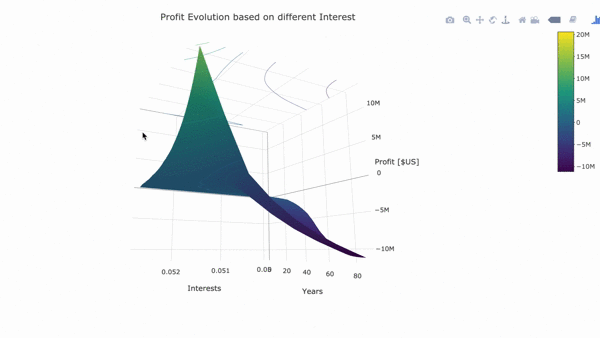 Profit Evolution based on different Interest
20M
15M
10M
5M
0
−5M
−10M
10M
5M
Profit [$US]
0
−5M
−10M
0.052
0.051
0.05
20
40
60
80
Interests
Years